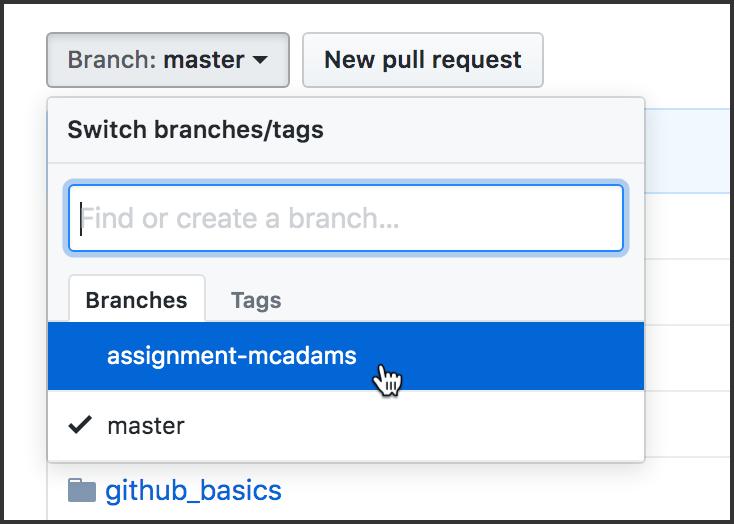 Branch: master
New pull request
Switch branches/tags
Find or create a branch...
Branches
Tags
assignment-mcadams
master
github_basics